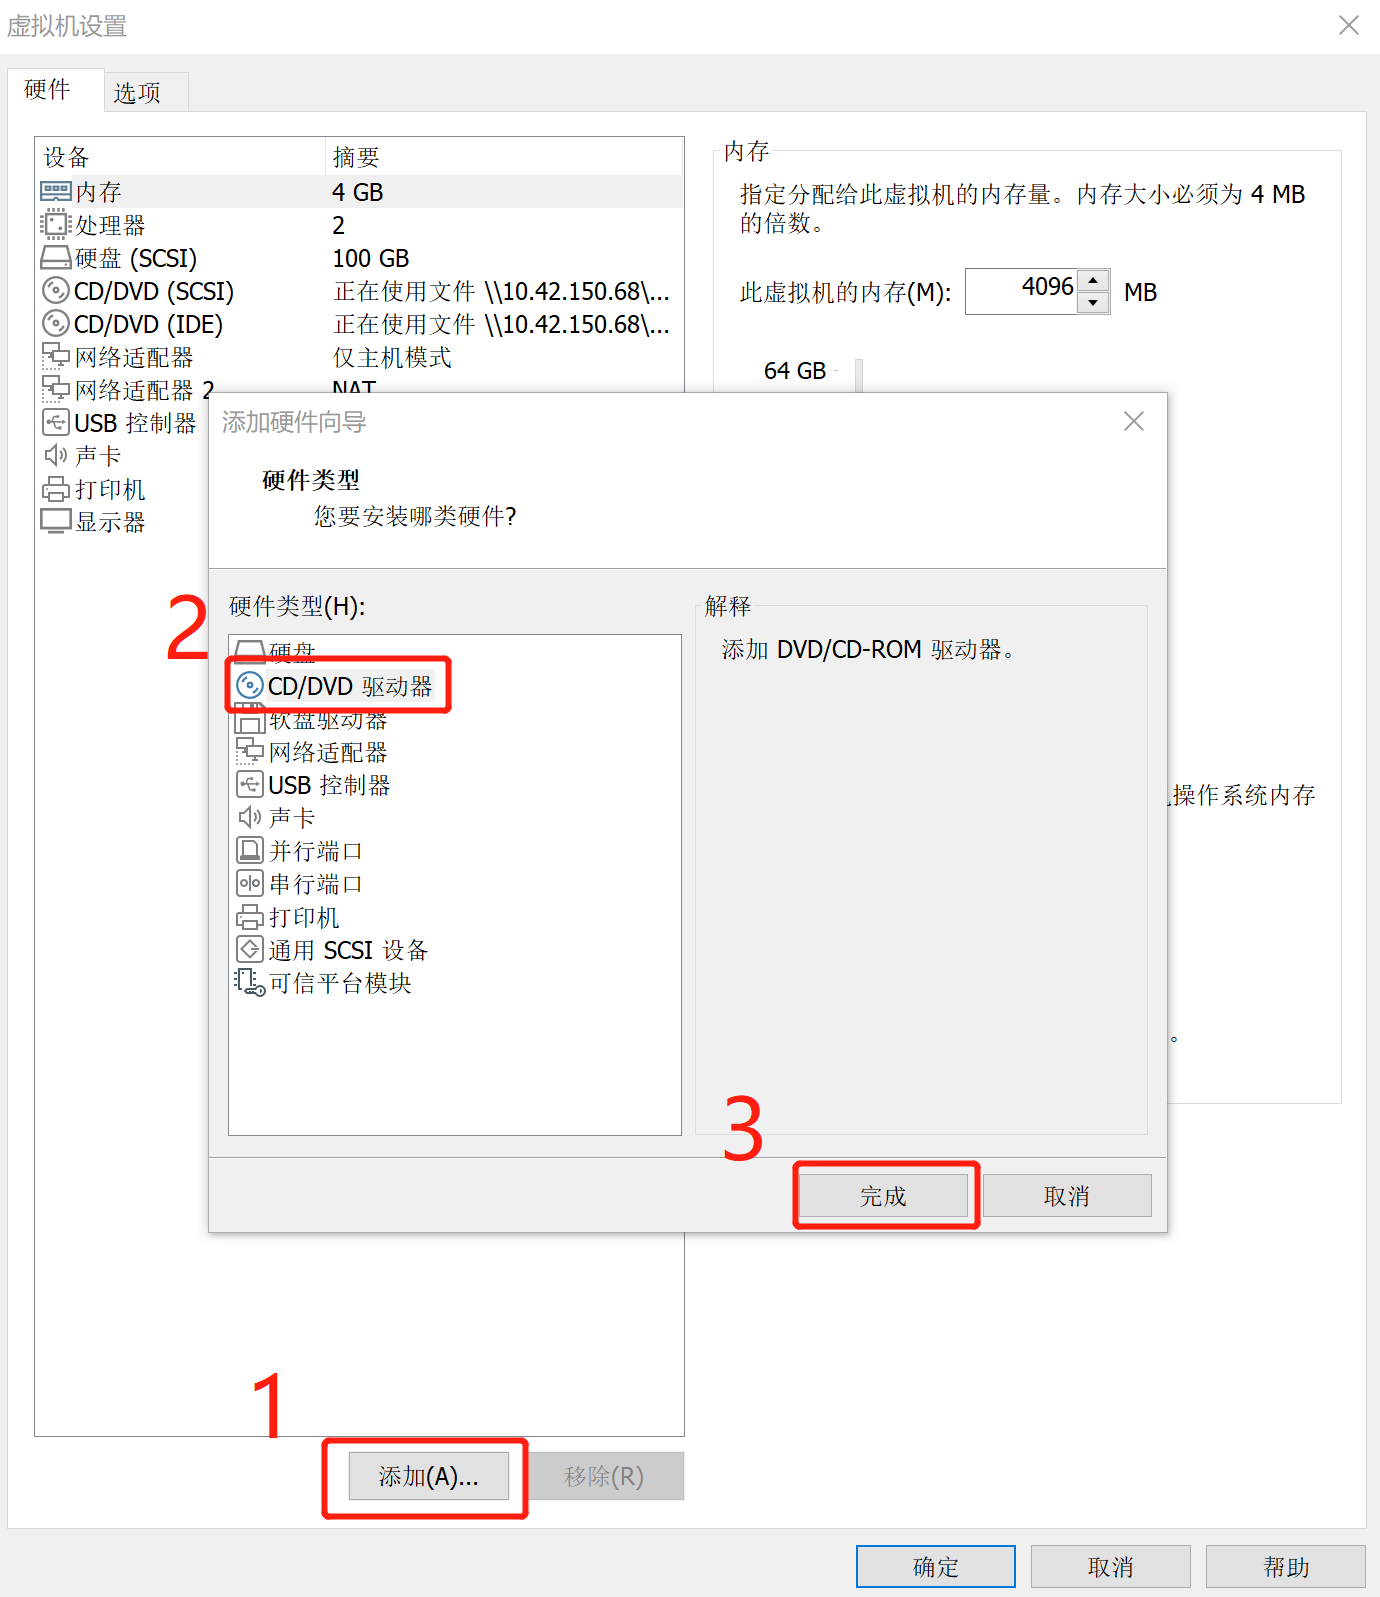 虚拟机设置
硬件
选项
设备 摘要
内存 4 GB
处理器 2
硬盘 (SCSI) 100 GB
CD/DVD (SCSI) 正在使用文件 \\10.42.150.68\...
CD/DVD (IDE) 正在使用文件 \\10.42.150.68\...
网络适配器 仅主机模式
网络适配器 2 NAT
USB 控制器
声卡
打印机
显示器
内存
指定分配给此虚拟机的内存量。内存大小必须为 4 MB
的倍数。
此虚拟机的内存(M): 4096 MB
64 GB
添加硬件向导
硬件类型
您要安装哪类硬件?
2
硬件类型(H):
硬盘
CD/DVD 驱动器
软盘驱动器
网络适配器
USB 控制器
声卡
并行端口
串行端口
打印机
通用 SCSI 设备
可信平台模块
解释
添加 DVD/CD-ROM 驱动器。
操作系统内存
。
3
完成
取消
1
添加(A)...
移除(R)
确定
取消
帮助